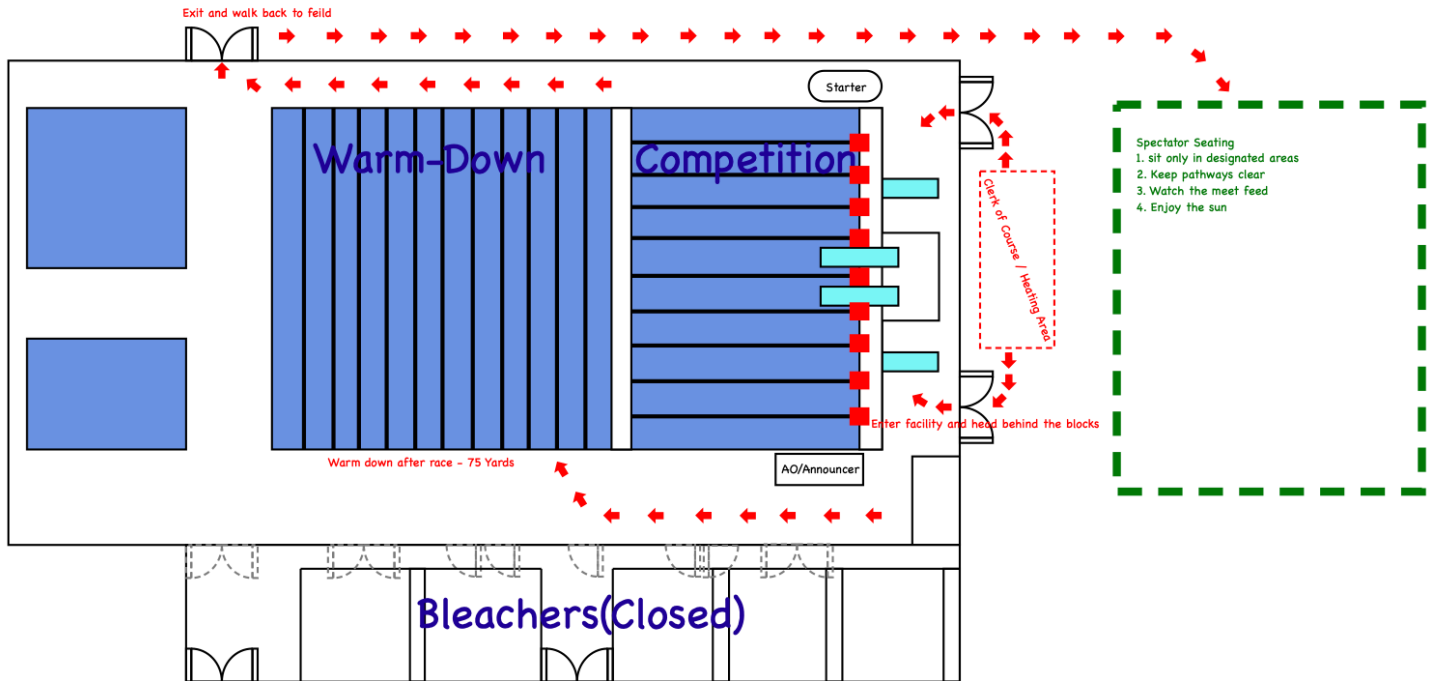 Exit and walk back to feild
Starter
Warm-Down
Competition
Spectator Seating
1. sit only in designated areas
2. Keep pathways clear
3. Watch the meet feed
4. Enjoy the sun
Clerk of Course / Heating Area
Enter facility and head behind the blocks
Warm down after race - 75 Yards
AO/Announcer
Bleachers(Closed)